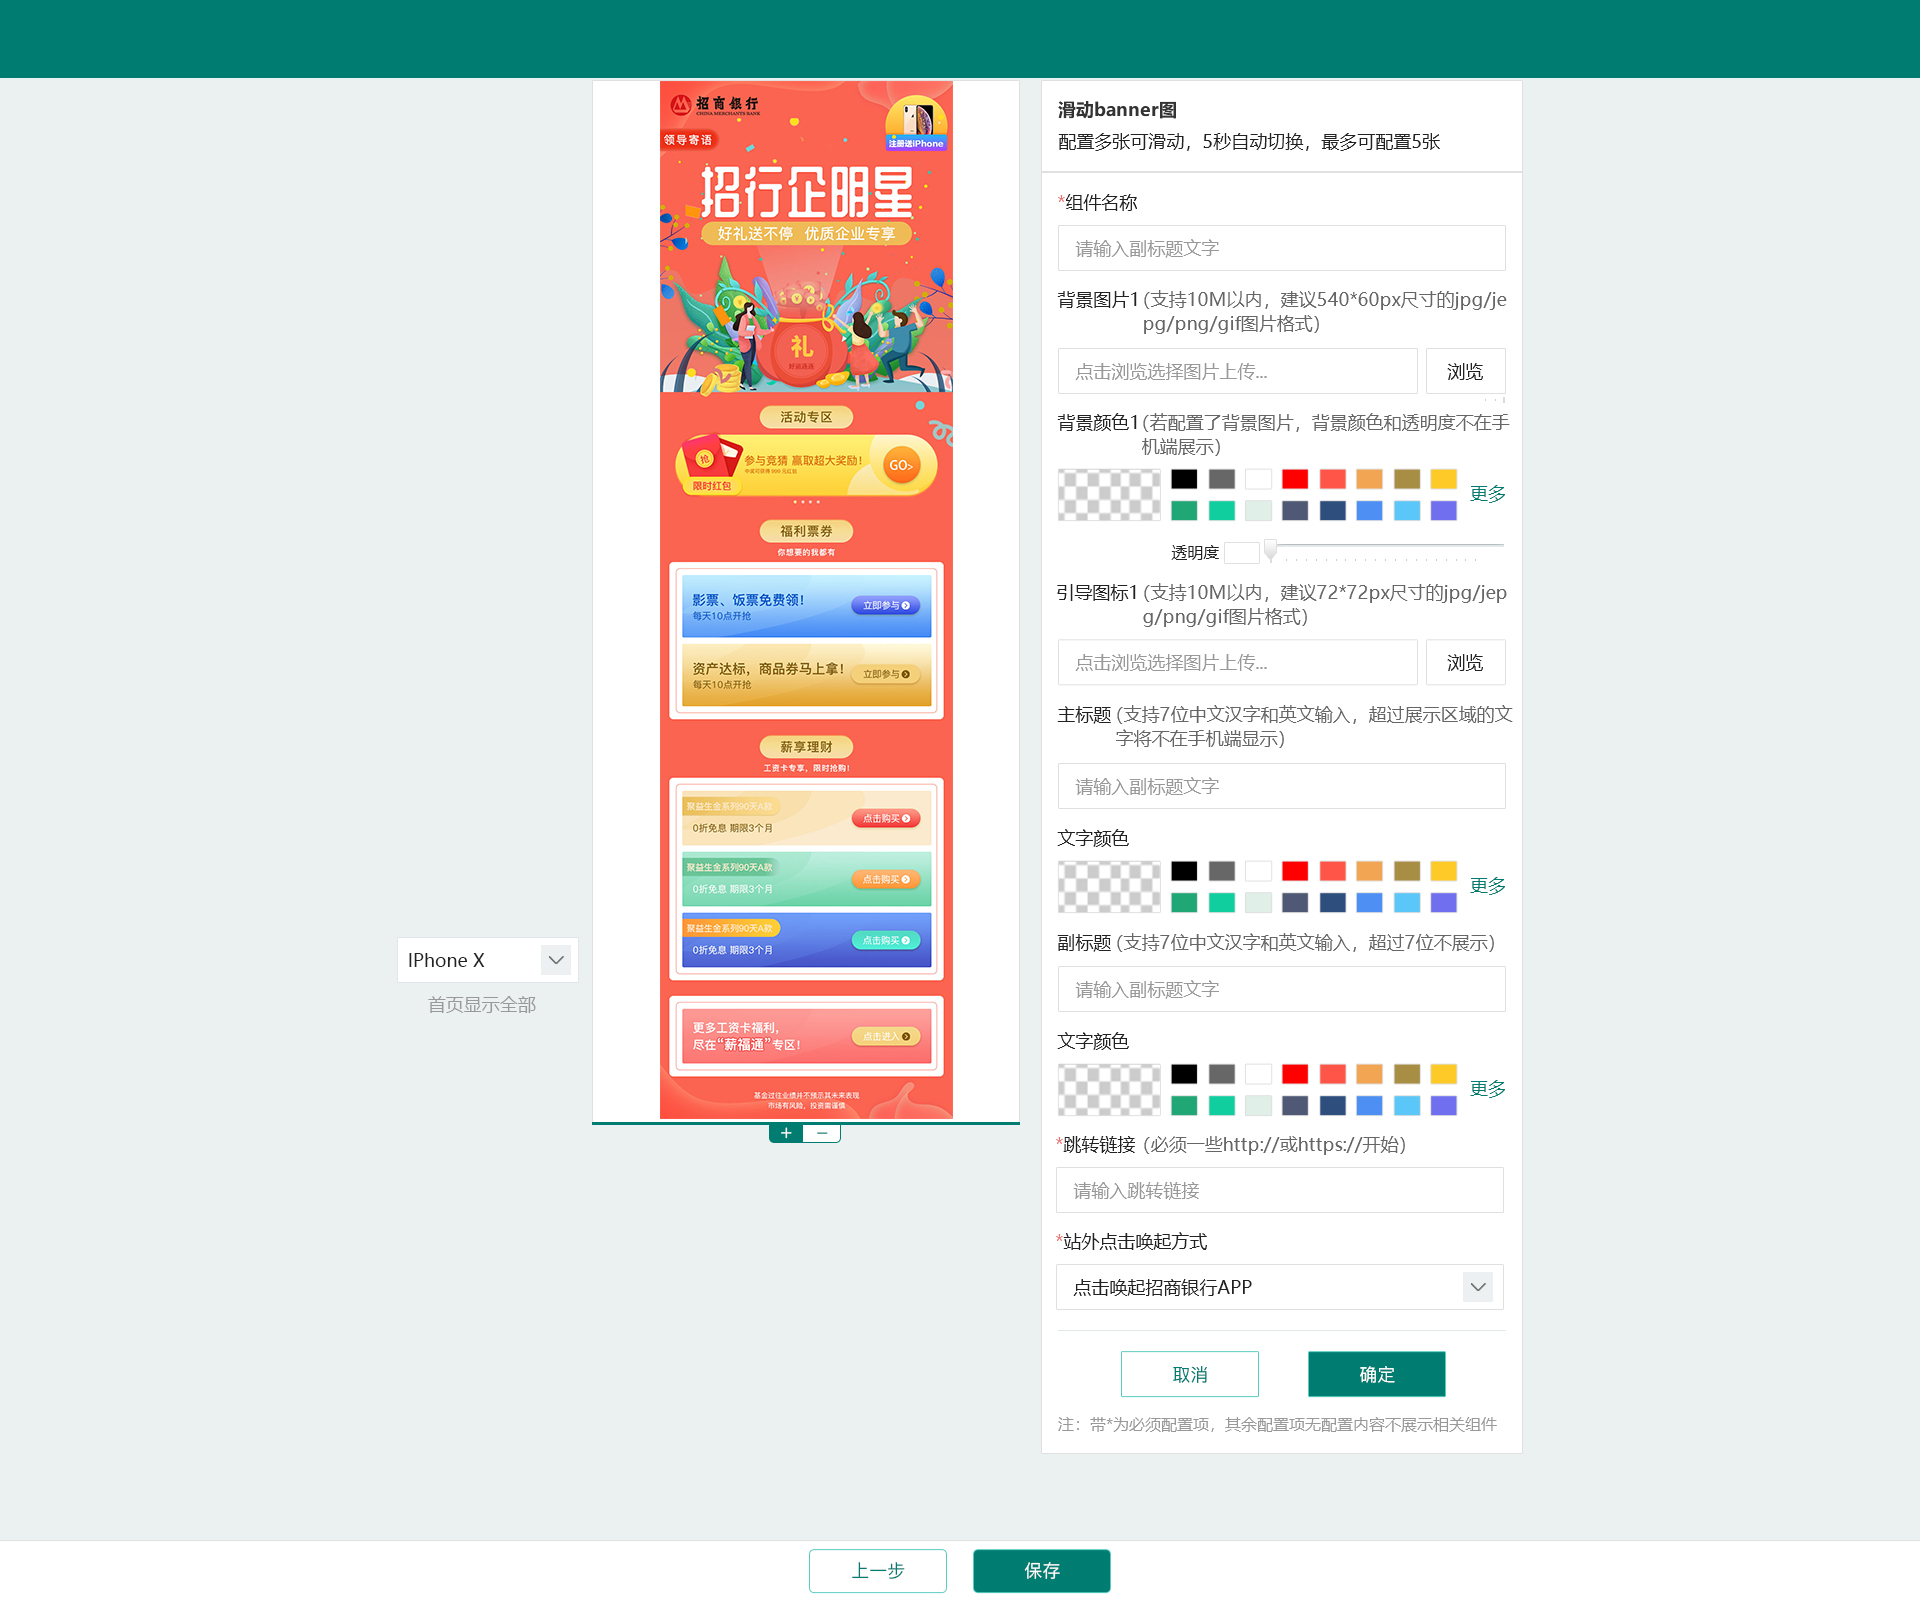 招商银行
CHINA MERCHANTS BANK
领导寄语
注册送iPhone
招行企明星
好礼送不停 优质企业专享
礼
好运连连
活动专区
抢
参与竞猜 赢取超大奖励！
限时红包
GO>
福利票券
你想要的我都有
影票、饭票免费领！
每天10点开抢
立即参与
资产达标，商品券马上拿！
每天10点开抢
立即参与
薪享理财
工资卡专享，限时抢购！
聚益生金系列90天A款
0折免息 期限3个月
点击购买
聚益生金系列90天A款
0折免息 期限3个月
点击购买
聚益生金系列90天A款
0折免息 期限3个月
点击购买
更多工资卡福利，
尽在“薪福通”专区！
点击进入
基金过往业绩并不预示其未来表现
市场有风险，投资需谨慎
+ −
IPhone X
首页显示全部
滑动banner图
配置多张可滑动，5秒自动切换，最多可配置5张
*组件名称
请输入副标题文字
背景图片1（支持10M以内，建议540*60px尺寸的jpg/je
pg/png/gif图片格式）
点击浏览选择图片上传...
浏览
背景颜色1（若配置了背景图片，背景颜色和透明度不在手
机端展示）
更多
透明度
引导图标1（支持10M以内，建议72*72px尺寸的jpg/jep
g/png/gif图片格式）
点击浏览选择图片上传...
浏览
主标题（支持7位中文汉字和英文输入，超过展示区域的文
字将不在手机端显示）
请输入副标题文字
文字颜色
更多
副标题（支持7位中文汉字和英文输入，超过7位不展示）
请输入副标题文字
文字颜色
更多
*跳转链接（必须一些http://或https://开始）
请输入跳转链接
*站外点击唤起方式
点击唤起招商银行APP
取消
确定
注：带*为必须配置项，其余配置项无配置内容不展示相关组件
上一步
保存